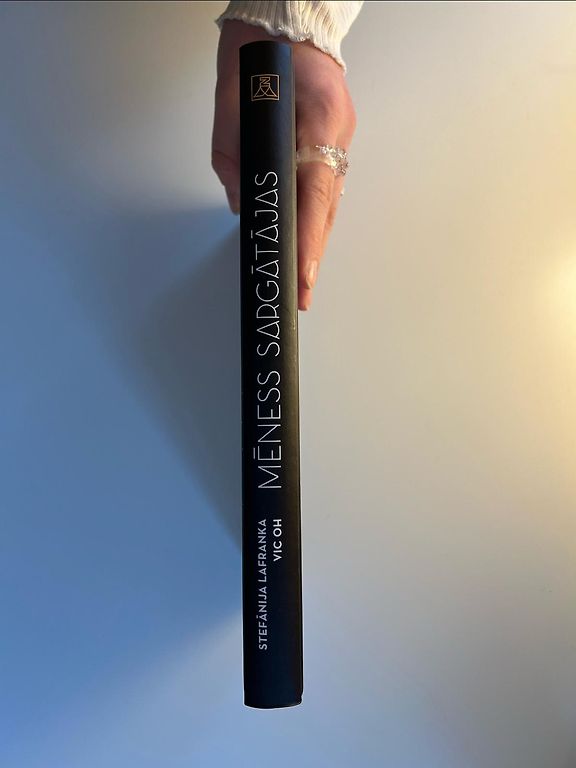 MĒNESS SARGĀTĀJAS
STEFĀNIJA LAFRANKA
VIC OH